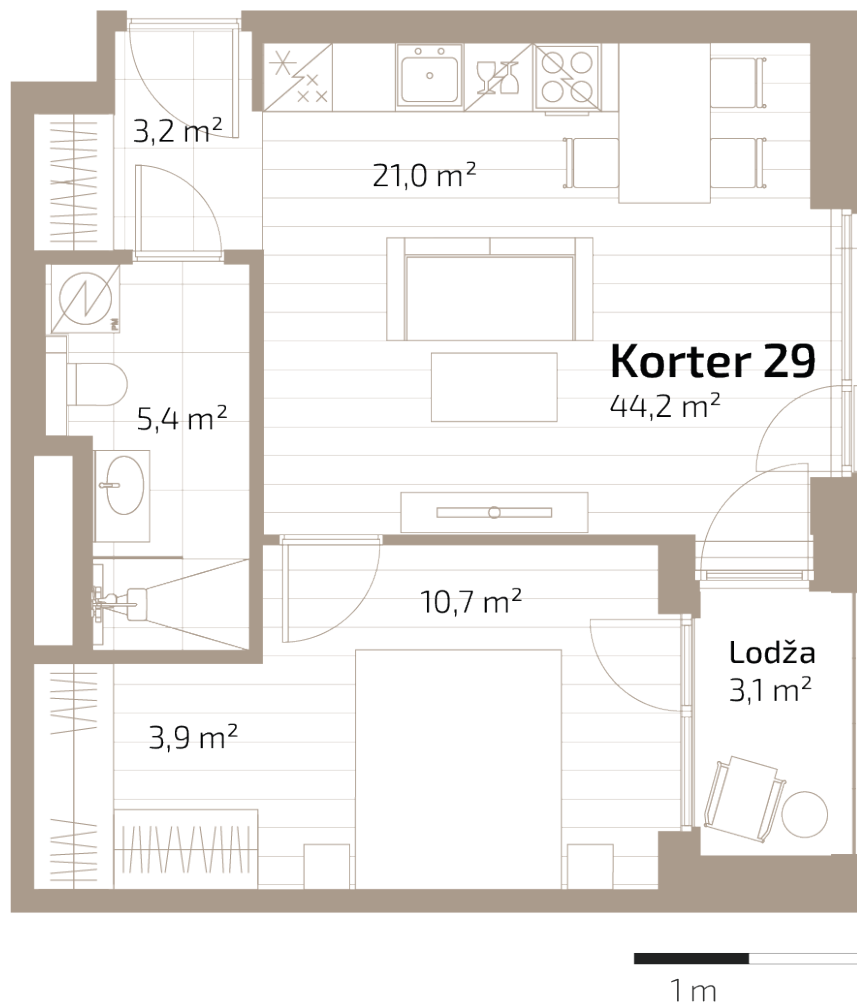 3,2 m²
21,0 m²
Korter 29
44,2 m²
PM
5,4 m²
10,7 m²
Lodža
3,1 m²
3,9 m²
1 m